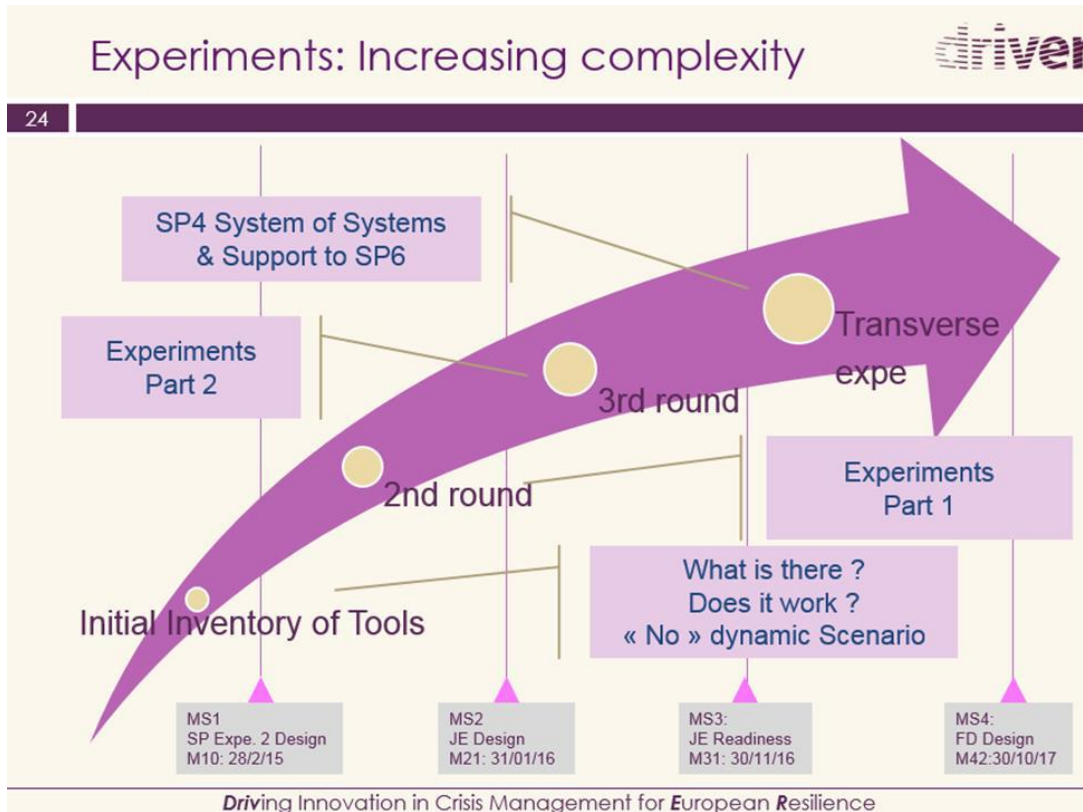 Experiments: Increasing complexity
driver
24
SP4 System of Systems
& Support to SP6
Experiments
Part 2
Transverse
expe
3rd round
2nd round
Experiments
Part 1
What is there ?
Does it work ?
« No » dynamic Scenario
Initial Inventory of Tools
MS1
SP Expe. 2 Design
M10: 28/2/15
MS2
JE Design
M21: 31/01/16
MS3:
JE Readiness
M31: 30/11/16
MS4:
FD Design
M42:30/10/17
Driving Innovation in Crisis Management for European Resilience